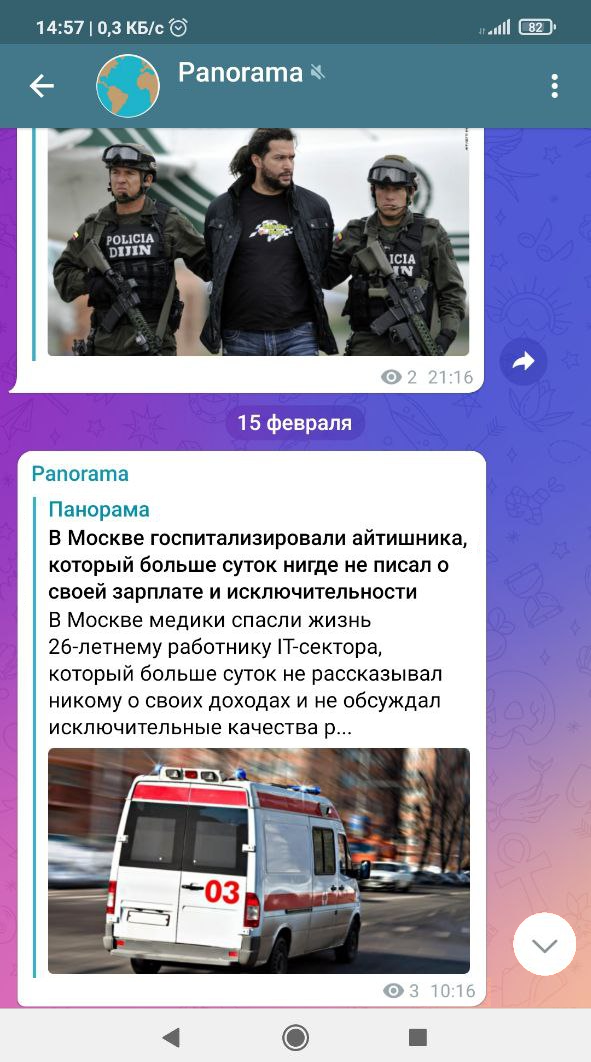 14:57 | 0,3 КБ/с
82
Panorama
POLICIA
DIJIN
ICIA
IN
2 21:16
15 февраля
Panorama
Панорама
В Москве госпитализировали айтишника,
который больше суток нигде не писал о
своей зарплате и исключительности
В Москве медики спасли жизнь
26-летнему работнику IT-сектора,
который больше суток не рассказывал
никому о своих доходах и не обсуждал
исключительные качества р...
03
3 10:16